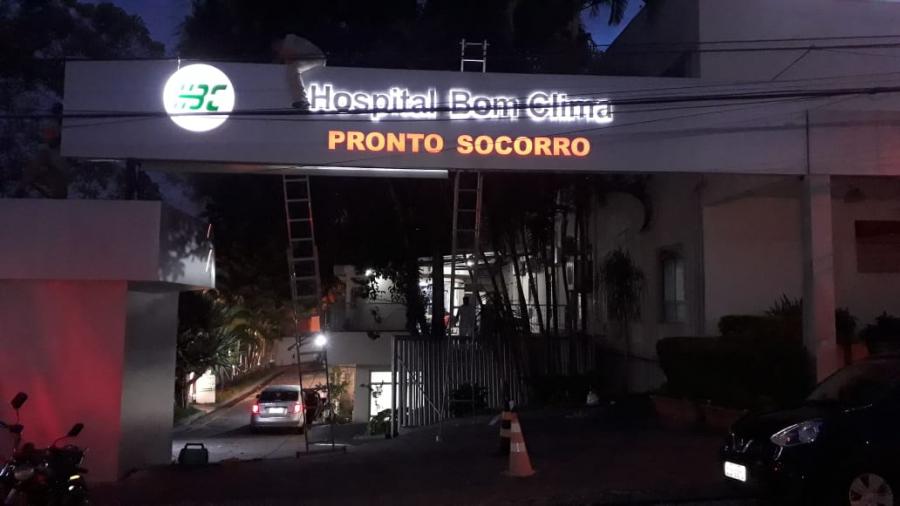 HBC
Hospital Bom Clima
PRONTO SOCORRO